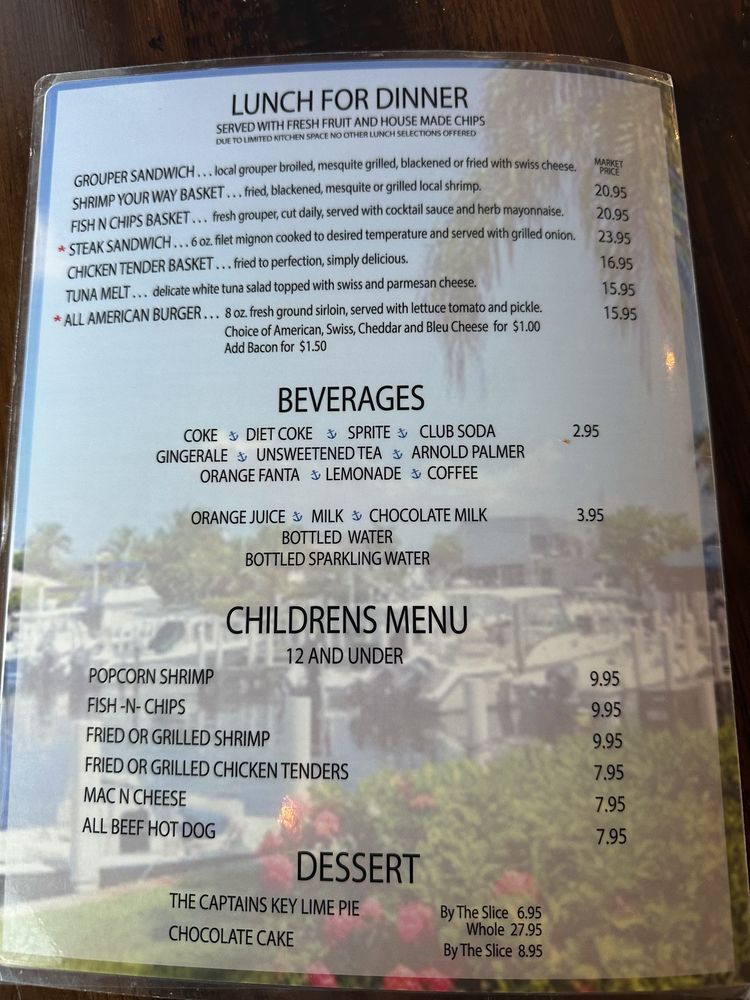 LUNCH FOR DINNER
SERVED WITH FRESH FRUIT AND HOUSE MADE CHIPS
DUE TO LIMITED KITCHEN SPACE NO OTHER LUNCH SELECTIONS OFFERED
GROUPER SANDWICH... local grouper broiled, mesquite grilled, blackened or fried with swiss cheese. MARKET PRICE
SHRIMP YOUR WAY BASKET... fried, blackened, mesquite or grilled local shrimp. 20.95
FISH N CHIPS BASKET... fresh grouper, cut daily, served with cocktail sauce and herb mayonnaise. 20.95
* STEAK SANDWICH... 6 oz. filet mignon cooked to desired temperature and served with grilled onion. 23.95
CHICKEN TENDER BASKET... fried to perfection, simply delicious. 16.95
TUNA MELT... delicate white tuna salad topped with swiss and parmesan cheese. 15.95
* ALL AMERICAN BURGER... 8 oz. fresh ground sirloin, served with lettuce tomato and pickle. 15.95
Choice of American, Swiss, Cheddar and Bleu Cheese for $1.00
Add Bacon for $1.50
BEVERAGES
COKE ⚓ DIET COKE ⚓ SPRITE ⚓ CLUB SODA 2.95
GINGERALE ⚓ UNSWEETENED TEA ⚓ ARNOLD PALMER
ORANGE FANTA ⚓ LEMONADE ⚓ COFFEE
ORANGE JUICE ⚓ MILK ⚓ CHOCOLATE MILK 3.95
BOTTLED WATER
BOTTLED SPARKLING WATER
CHILDRENS MENU
12 AND UNDER
POPCORN SHRIMP 9.95
FISH -N- CHIPS 9.95
FRIED OR GRILLED SHRIMP 9.95
FRIED OR GRILLED CHICKEN TENDERS 7.95
MAC N CHEESE 7.95
ALL BEEF HOT DOG 7.95
DESSERT
THE CAPTAINS KEY LIME PIE By The Slice 6.95
Whole 27.95
CHOCOLATE CAKE By The Slice 8.95